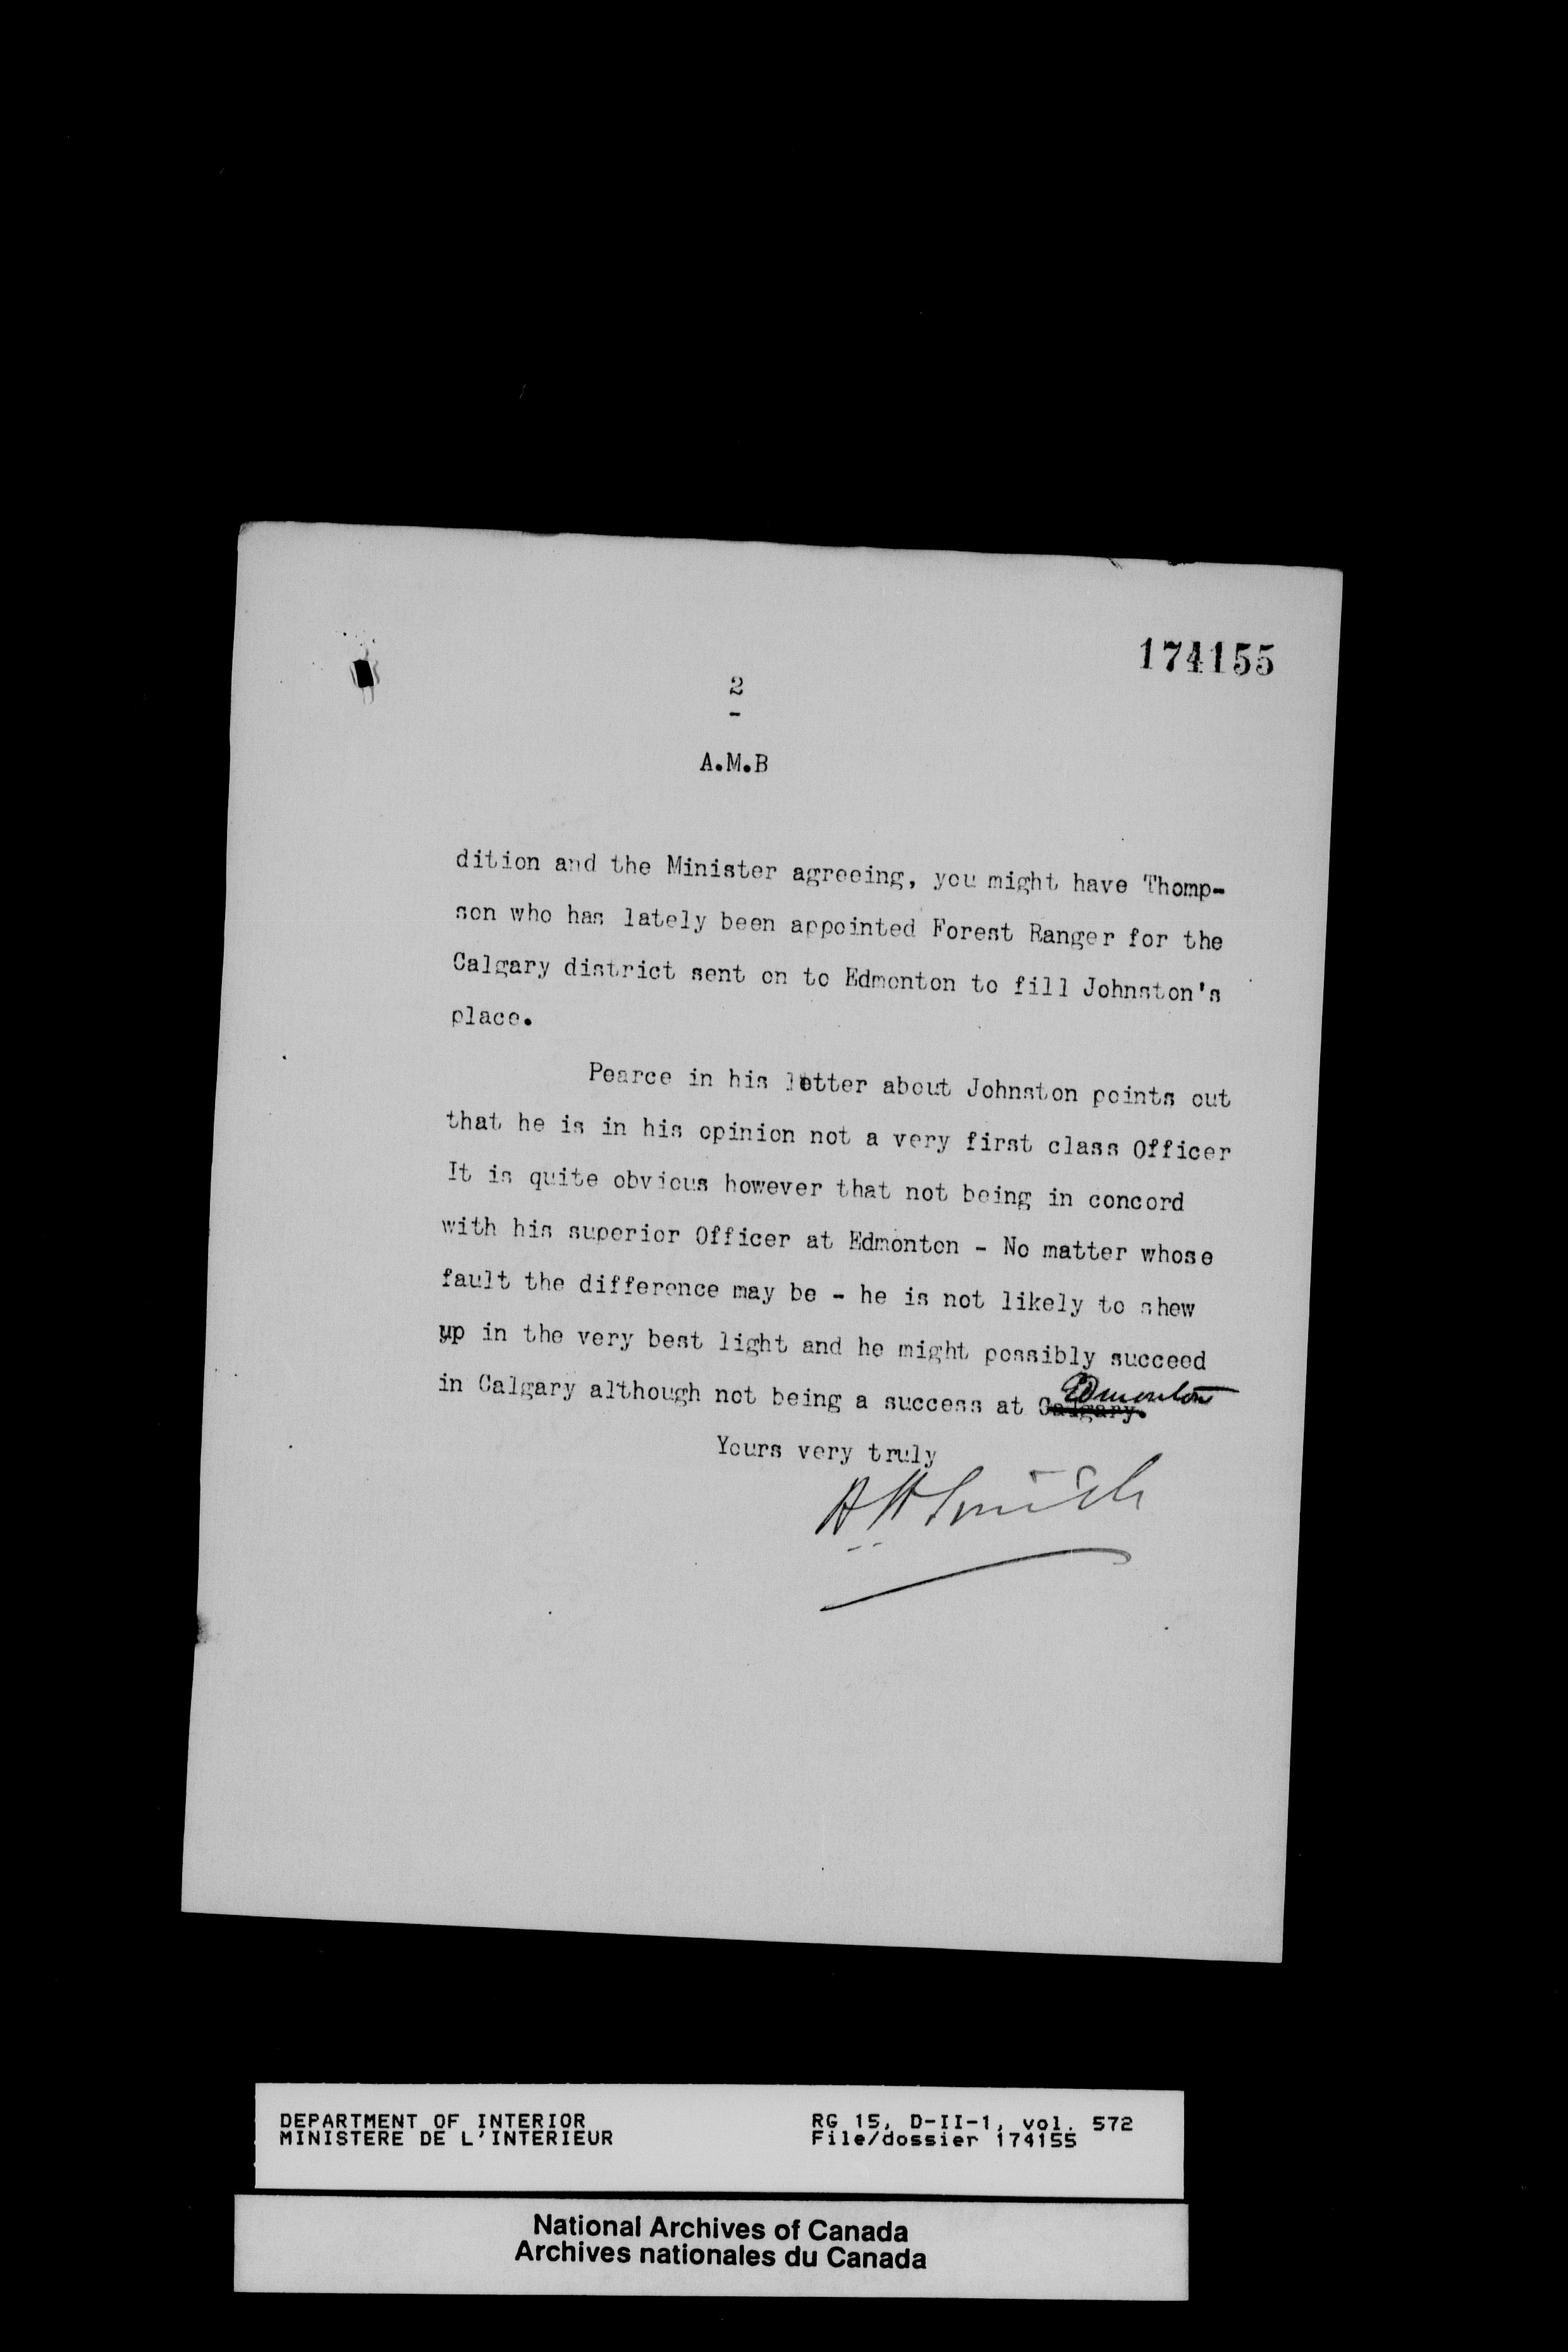 174155
2
-
A.M.B
dition and the Minister agreeing, you might have Thomp-
son who has lately been appointed Forest Ranger for the
Calgary district sent on to Edmonton to fill Johnston's
place.
Pearce in his letter about Johnston points out
that he is in his opinion not a very first class Officer
It is quite obvious however that not being in concord
with his superior Officer at Edmonton - No matter whose
fault the difference may be - he is not likely to shew
up in the very best light and he might possibly succeed
in Calgary although not being a success at Calgary. Edmonton
Yours very truly
H H Smith
DEPARTMENT OF INTERIOR
MINISTERE DE L'INTERIEUR
RG 15, D-II-1, vol. 572
File/dossier 174155
National Archives of Canada
Archives nationales du Canada